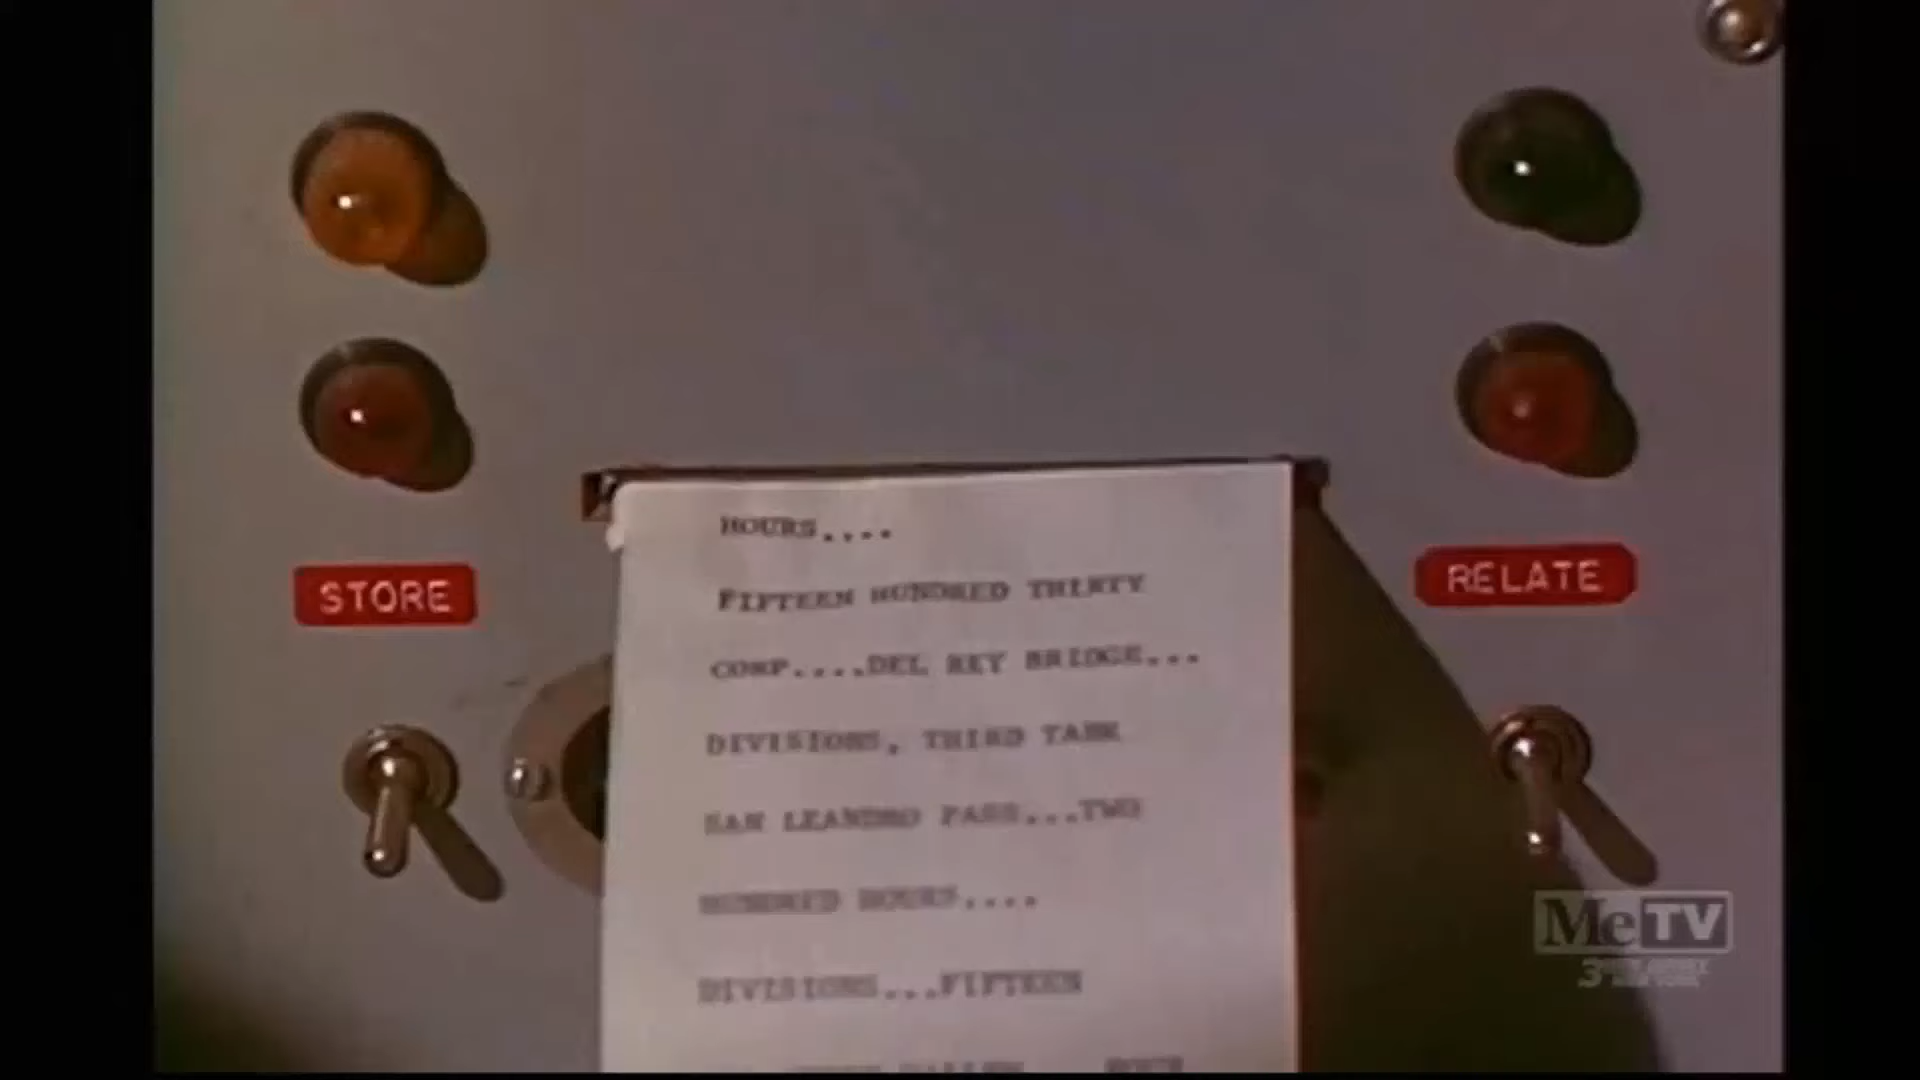 HOURS....
FIFTEEN HUNDRED THIRTY
STORE
RELATE
CORP....DEL REY BRIDGE...
DIVISIONS, THIRD TANK
SAN LEANDRO PASS...TWO
HUNDRED HOURS....
DIVISIONS...FIFTEEN
MeTV